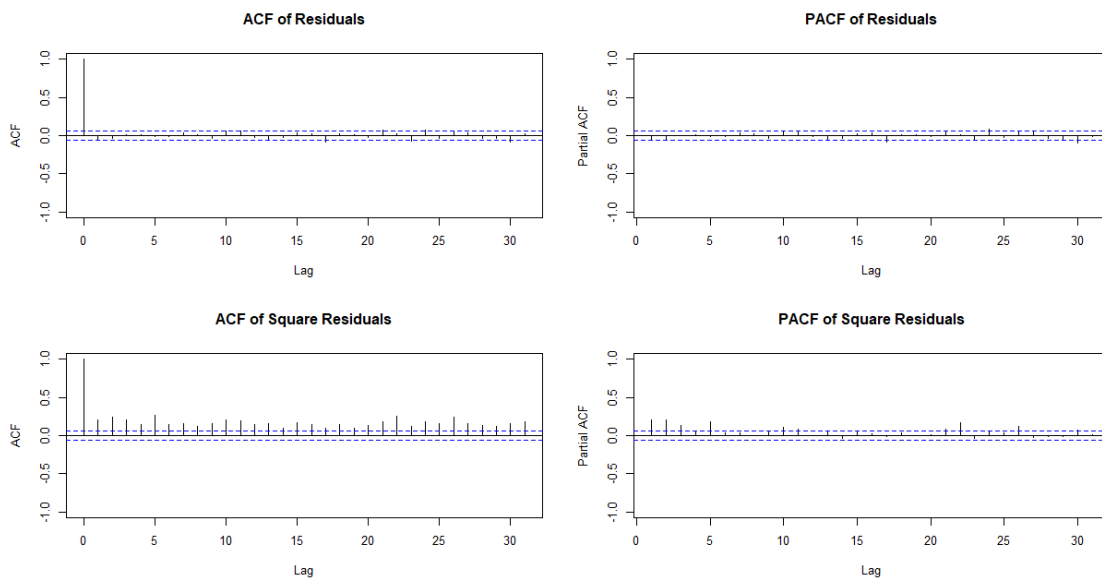 ACF of Residuals
ACF
1.0
0.5
0.0
-0.5
-1.0
0 5 10 15 20 25 30
Lag
PACF of Residuals
Partial ACF
1.0
0.5
0.0
-0.5
-1.0
0 5 10 15 20 25 30
Lag
ACF of Square Residuals
ACF
1.0
0.5
0.0
-0.5
-1.0
0 5 10 15 20 25 30
Lag
PACF of Square Residuals
Partial ACF
1.0
0.5
0.0
-0.5
-1.0
0 5 10 15 20 25 30
Lag